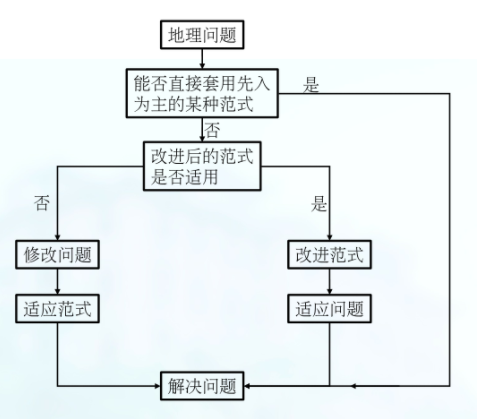 地理问题
能否直接套用先入
为主的某种范式
是
否
改进后的范式
是否适用
否
是
修改问题
改进范式
适应范式
适应问题
解决问题